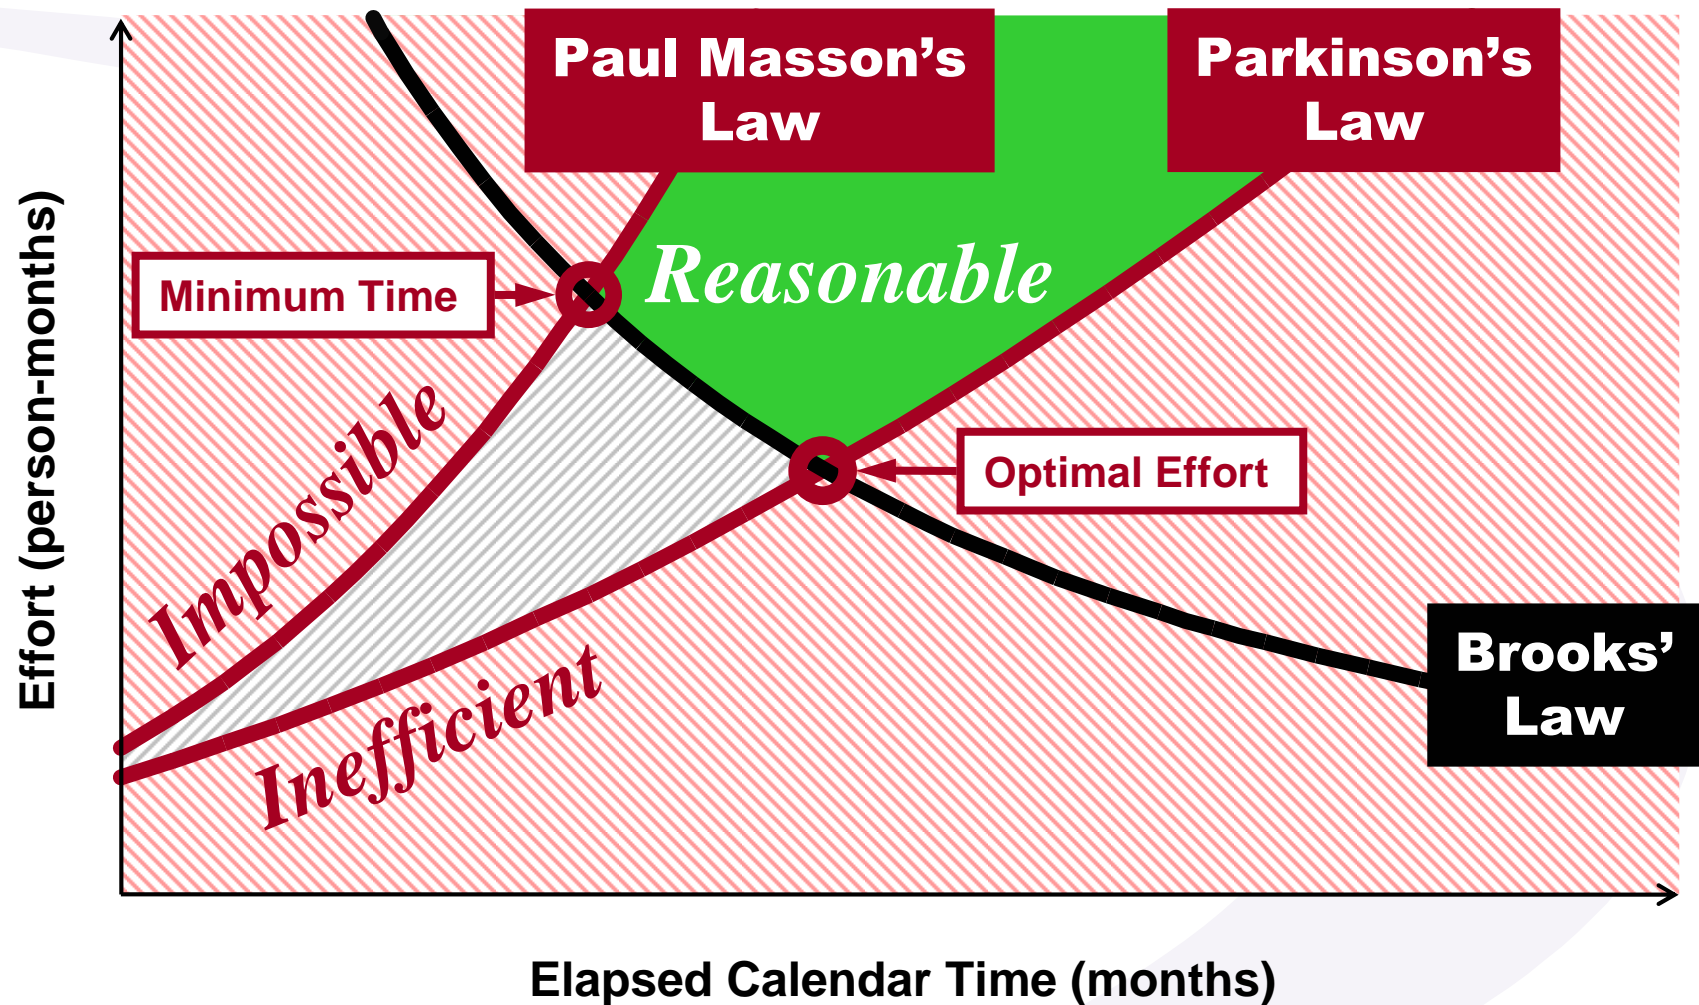 Paul Masson’s
Law
Parkinson’s
Law
Reasonable
Minimum Time
Impossible
Optimal Effort
Inefficient
Brooks’
Law
Effort (person-months)
Elapsed Calendar Time (months)